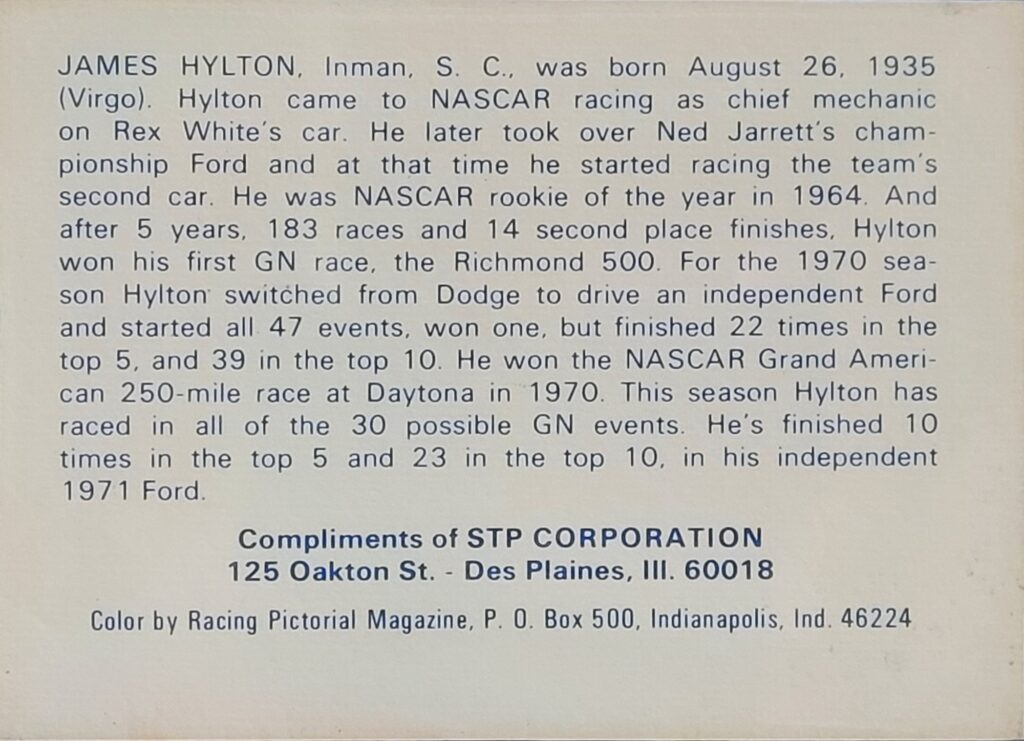 JAMES HYLTON, Inman, S. C., was born August 26, 1935
(Virgo). Hylton came to NASCAR racing as chief mechanic
on Rex White's car. He later took over Ned Jarrett's cham-
pionship Ford and at that time he started racing the team's
second car. He was NASCAR rookie of the year in 1964. And
after 5 years, 183 races and 14 second place finishes, Hylton
won his first GN race, the Richmond 500. For the 1970 sea-
son Hylton switched from Dodge to drive an independent Ford
and started all 47 events, won one, but finished 22 times in the
top 5, and 39 in the top 10. He won the NASCAR Grand Ameri-
can 250-mile race at Daytona in 1970. This season Hylton has
raced in all of the 30 possible GN events. He's finished 10
times in the top 5 and 23 in the top 10, in his independent
1971 Ford.
Compliments of STP CORPORATION
125 Oakton St. - Des Plaines, Ill. 60018
Color by Racing Pictorial Magazine, P. O. Box 500, Indianapolis, Ind. 46224